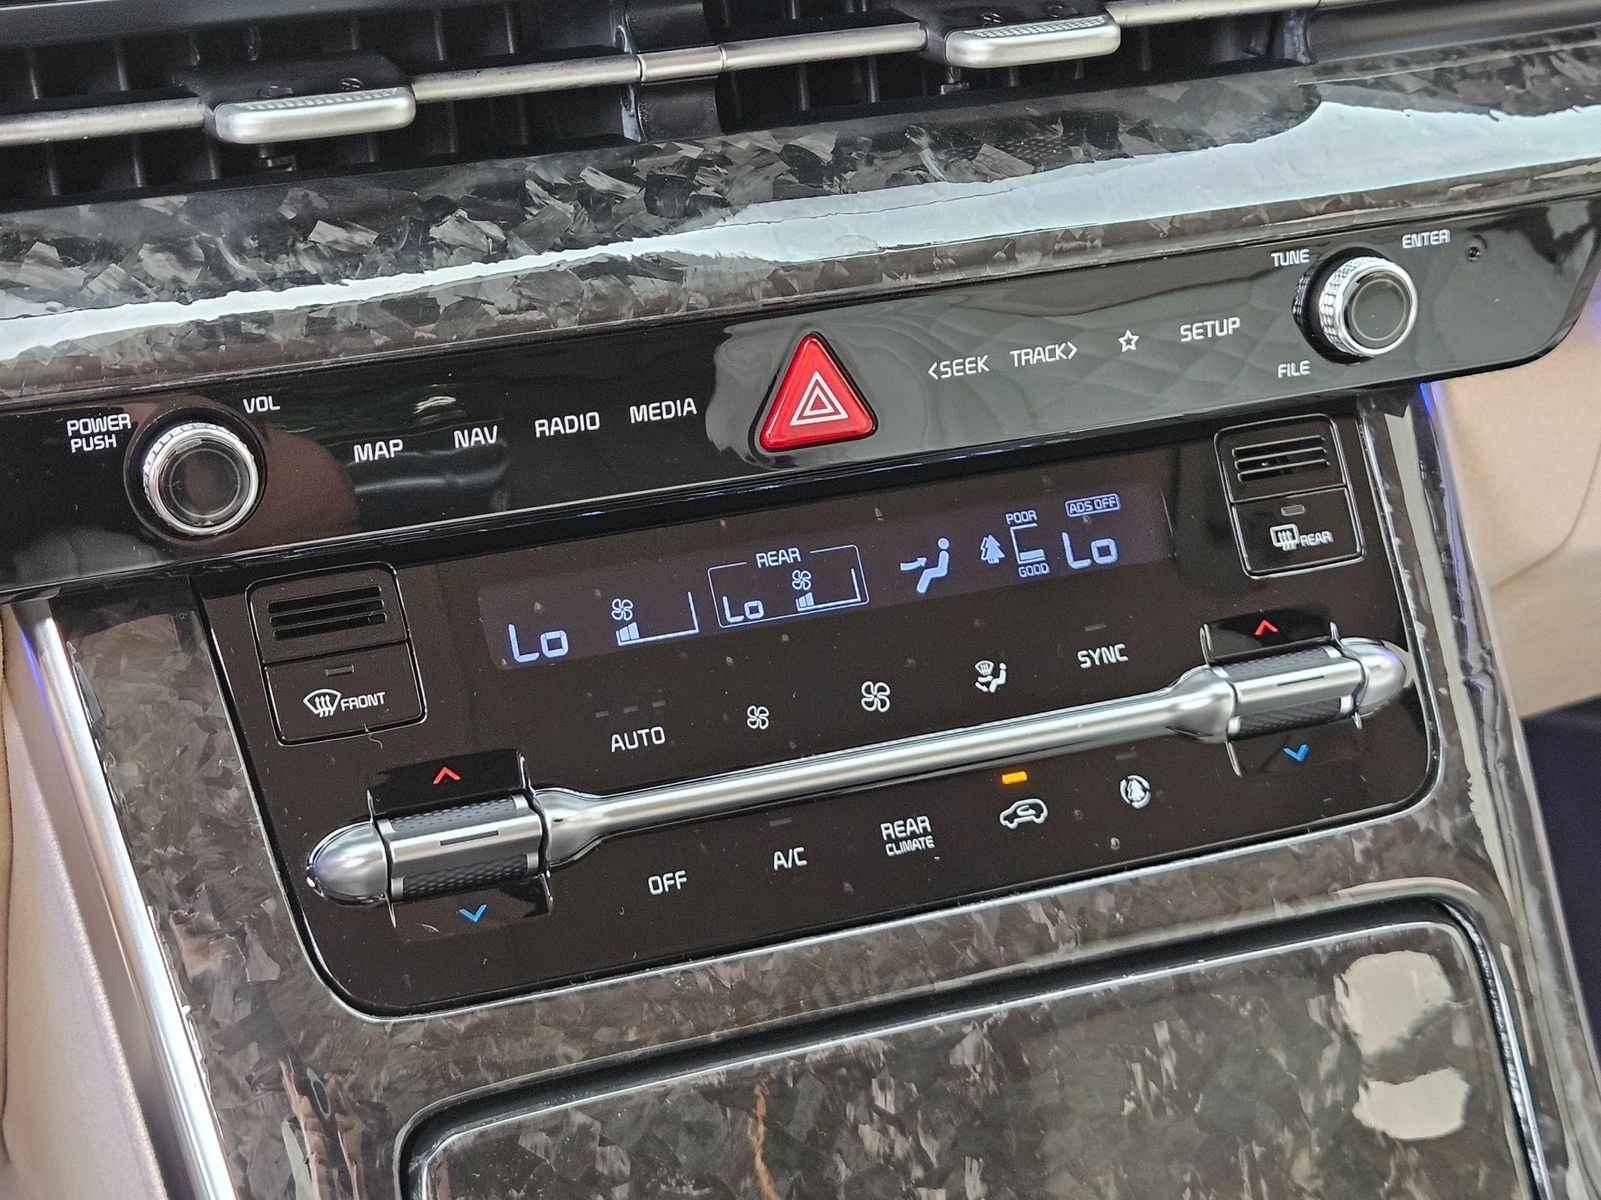 TUNE
ENTER
FILE
<SEEK
TRACK>
SETUP
POWER
PUSH
VOL
MAP
NAV
RADIO
MEDIA
ADS OFF
POOR
GOOD
Lo
REAR
Lo
Lo
REAR
FRONT
AUTO
SYNC
OFF
A/C
REAR
CLIMATE